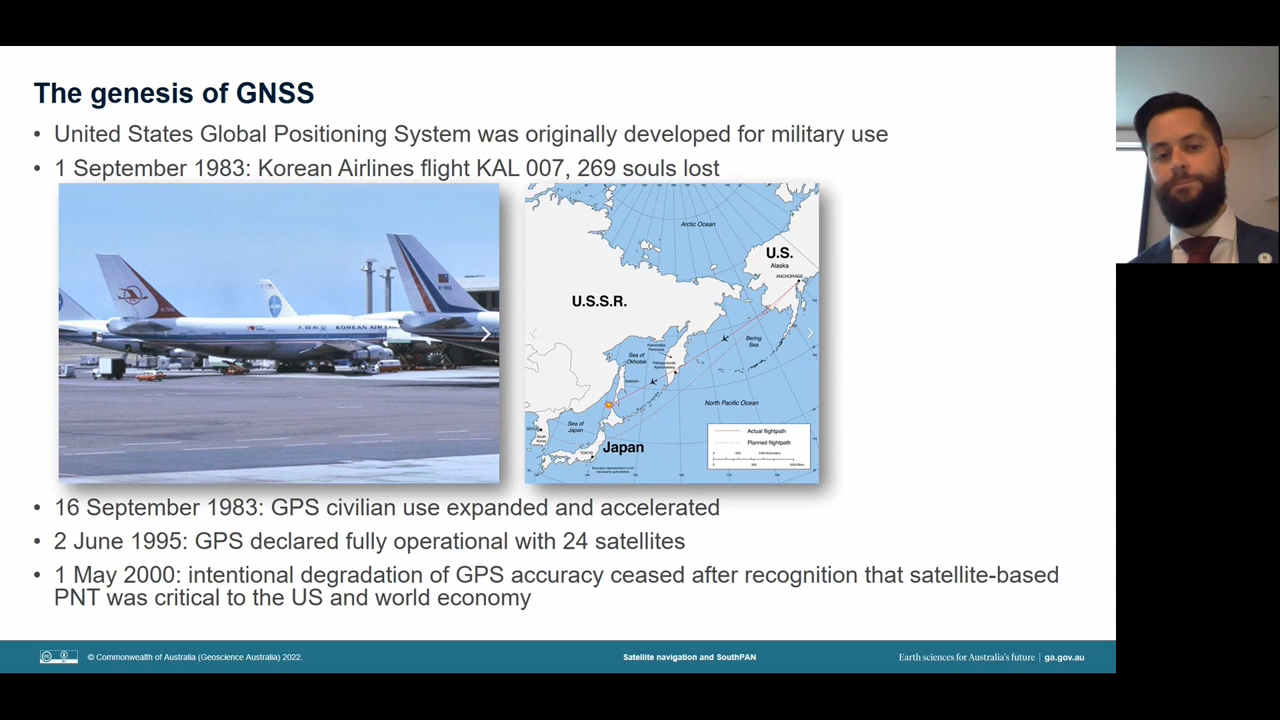 The genesis of GNSS
• United States Global Positioning System was originally developed for military use
• 1 September 1983: Korean Airlines flight KAL 007, 269 souls lost
KOREAN AIR
Arctic Ocean
U.S.
Alaska
ANCHORAGE
U.S.S.R.
Bering
Sea
Sea of
Okhotsk
North Pacific Ocean
Sea of
Japan
Japan
TOKYO
Actual flightpath
Planned flightpath
• 16 September 1983: GPS civilian use expanded and accelerated
• 2 June 1995: GPS declared fully operational with 24 satellites
• 1 May 2000: intentional degradation of GPS accuracy ceased after recognition that satellite-based
PNT was critical to the US and world economy
© Commonwealth of Australia (Geoscience Australia) 2022.
Satellite navigation and SouthPAN
Earth sciences for Australia's future | ga.gov.au